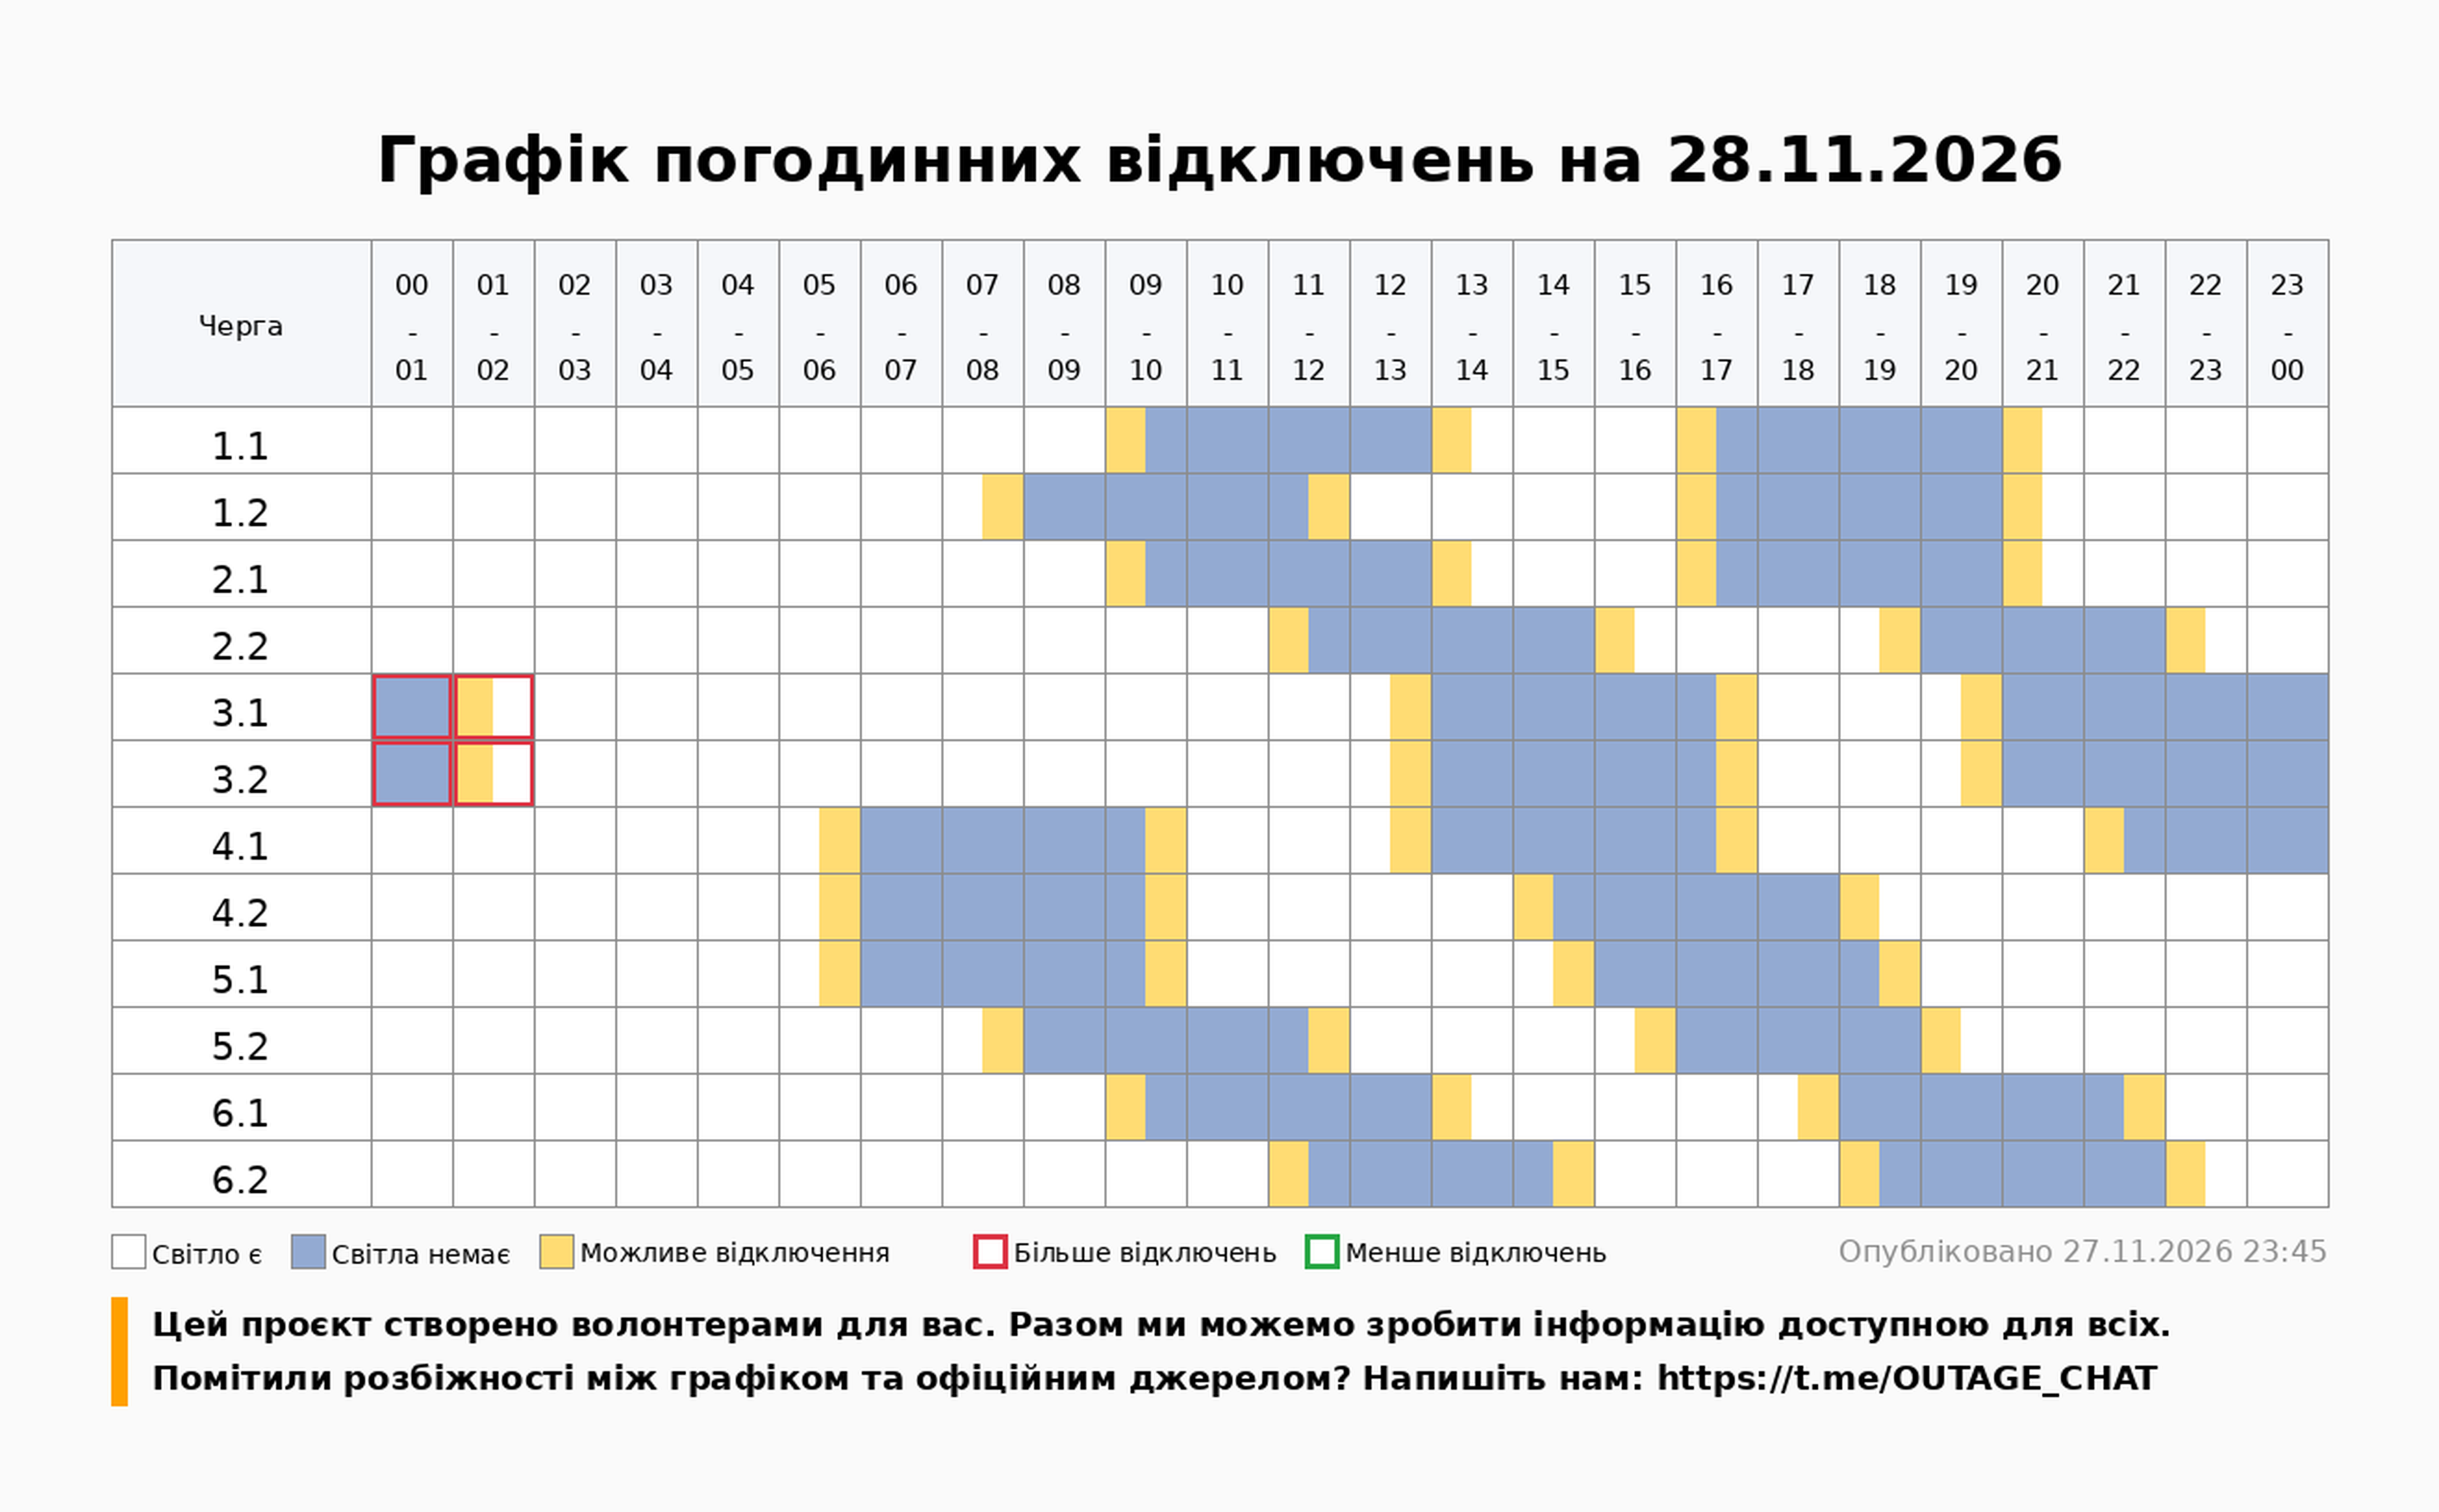 Графік погодинних відключень на 28.11.2026
Черга
00 - 01
01 - 02
02 - 03
03 - 04
04 - 05
05 - 06
06 - 07
07 - 08
08 - 09
09 - 10
10 - 11
11 - 12
12 - 13
13 - 14
14 - 15
15 - 16
16 - 17
17 - 18
18 - 19
19 - 20
20 - 21
21 - 22
22 - 23
23 - 00
1.1
1.2
2.1
2.2
3.1
3.2
4.1
4.2
5.1
5.2
6.1
6.2
Світло є Світла немає Можливе відключення Більше відключень Менше відключень Опубліковано 27.11.2026 23:45
Цей проєкт створено волонтерами для вас. Разом ми можемо зробити інформацію доступною для всіх.
Помітили розбіжності між графіком та офіційним джерелом? Напишіть нам: https://t.me/OUTAGE_CHAT